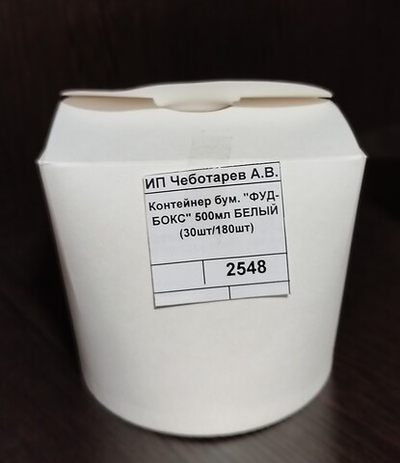 ИП Чеботарев А.В.
Контейнер бум. "ФУД-
БОКС" 500мл БЕЛЫЙ
(30шт/180шт)
2548